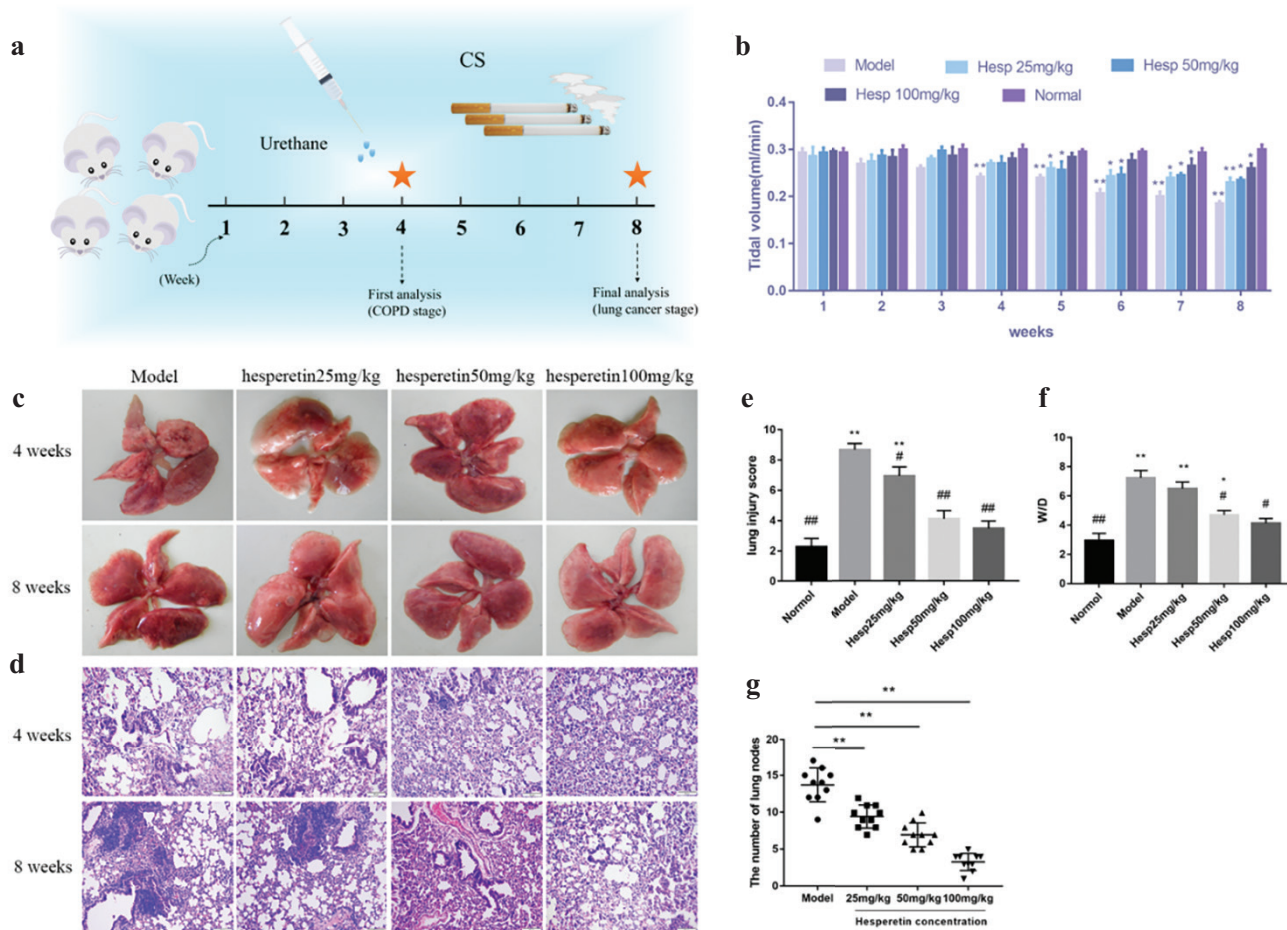 a
Urethane
CS
1 2 3 4 5 6 7 8
(Week)
First analysis
(COPD stage)
Final analysis
(lung cancer stage)
b
Model
Hesp 25mg/kg
Hesp 50mg/kg
Hesp 100mg/kg
Normal
Tidal volume(ml/min)
0.4
0.3
0.2
0.1
0.0
** ** * * ** * * ** * * * ** ** ** *
1 2 3 4 5 6 7 8
weeks
c
Model hesperetin25mg/kg hesperetin50mg/kg hesperetin100mg/kg
4 weeks
8 weeks
d
4 weeks
8 weeks
e
lung injury score
10
8
6
4
2
0
## ** ** # ## ##
Normol Model Hesp25mg/kg Hesp50mg/kg Hesp100mg/kg
f
W/D
10
8
6
4
2
0
## ** ** * # #
Normol Model Hesp25mg/kg Hesp50mg/kg Hesp100mg/kg
g
The number of lung nodes
20
15
10
5
0
**
**
**
Model 25mg/kg 50mg/kg 100mg/kg
Hesperetin concentration